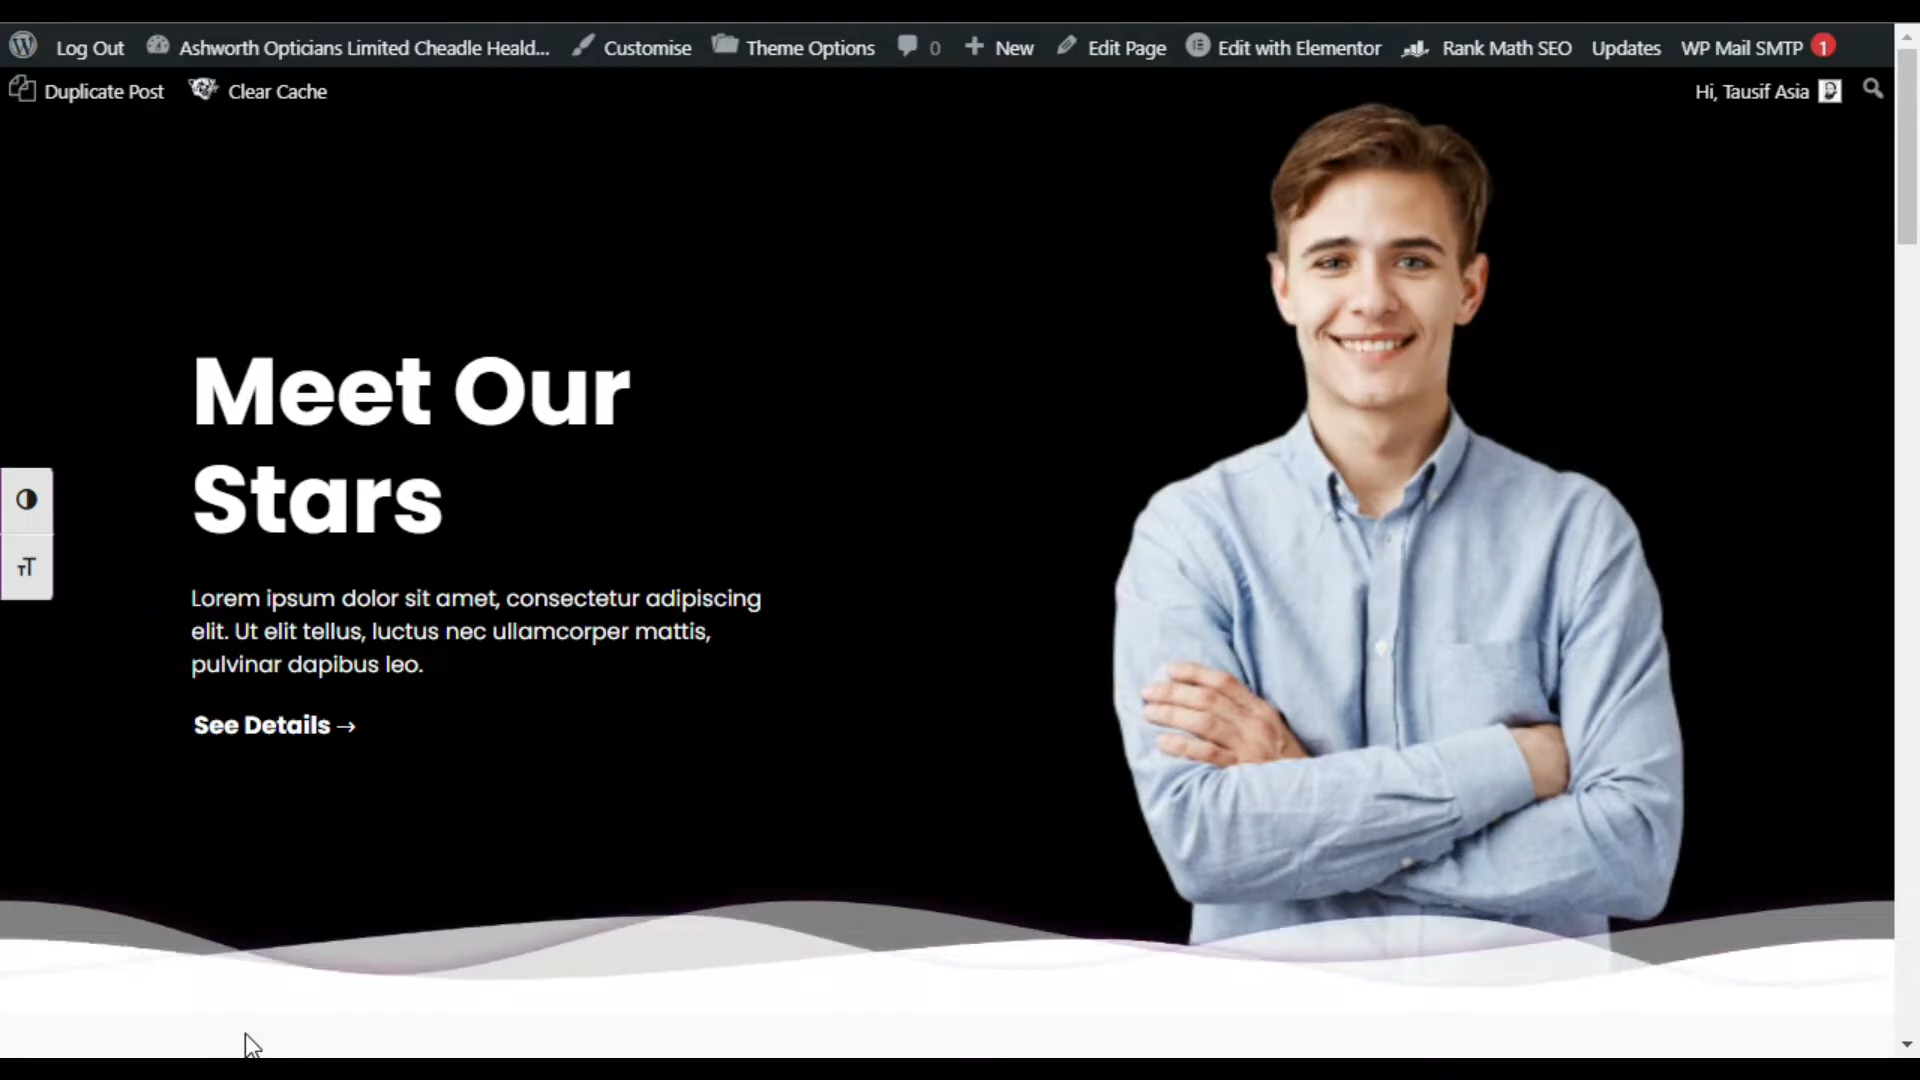 Log Out Ashworth Opticians Limited Cheadle Heald... Customise Theme Options 0 New Edit Page Edit with Elementor Rank Math SEO Updates WP Mail SMTP 1
Duplicate Post Clear Cache Hi, Tausif Asia
Meet Our
Stars
TT
Lorem ipsum dolor sit amet, consectetur adipiscing
elit. Ut elit tellus, luctus nec ullamcorper mattis,
pulvinar dapibus leo.
See Details →